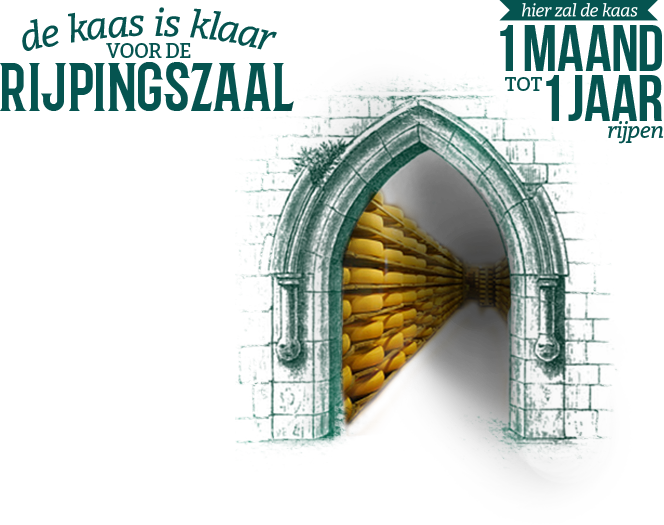 de kaas is klaar
VOOR DE
RIJPINGSZAAL
hier zal de kaas
1 MAAND
TOT 1 JAAR
rijpen